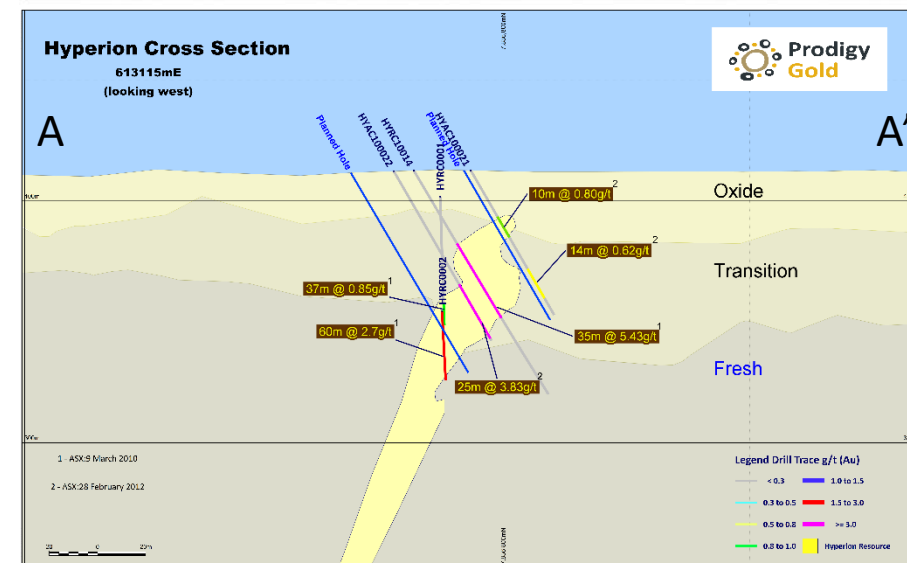 Hyperion Cross Section
613115mE
(looking west)
Prodigy
Gold
A
A'
Planned Hole
HYAC100022
HYRC10014
HYRC0001
Planned Hole
HYAC100021
10m @ 0.80g/t 2
Oxide
14m @ 0.62g/t 2
Transition
HYRC0002
37m @ 0.85g/t 1
60m @ 2.7g/t 1
35m @ 5.43g/t 1
25m @ 3.83g/t 2
Fresh
1 - ASX:9 March 2010
2 - ASX:28 February 2012
Legend Drill Trace g/t (Au)
< 0.3
1.0 to 1.5
0.3 to 0.5
1.5 to 3.0
0.5 to 0.8
>= 3.0
0.8 to 1.0
Hyperion Resource
0
25m